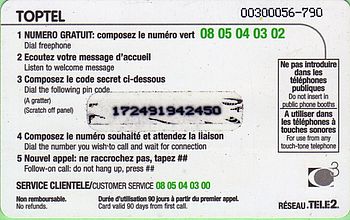 TOPTEL
00300056-790
1 NUMERO GRATUIT: composez le numéro vert 08 05 04 03 02
Dial freephone
2 Ecoutez votre message d'accueil
Listen to welcome message
3 Composez le code secret ci-dessous
Dial the following pin code.
(A gratter)
(Scratch off panel)
172491942450
4 Composez le numéro souhaité et attendez la liaison
Dial the number you wish to call and wait for connection
5 Nouvel appel: ne raccrochez pas, tapez ##
Follow-on call: do not hang up, press ##
Ne pas introduire
dans les
téléphones
publiques
Do not insert in
public phone booths
A utiliser dans
les téléphones
à touches sonores
For use from any
touch-tone telephony
SERVICE CLIENTELE/CUSTOMER SERVICE 08 05 04 03 00
Non remboursable.
No refunds.
Durée d'utilisation 90 jours à partir du premier appel.
Card valid 90 days from first call.
RÉSEAU .TELE2.